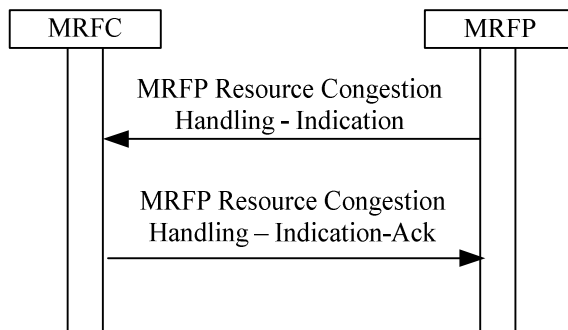 MRFC
MRFP
MRFP Resource Congestion
Handling - Indication
MRFP Resource Congestion
Handling – Indication-Ack